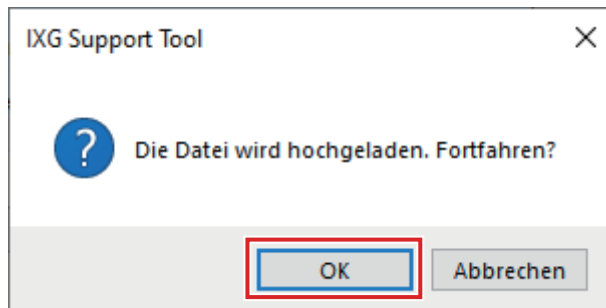 IXG Support Tool
Die Datei wird hochgeladen. Fortfahren?
OK
Abbrechen